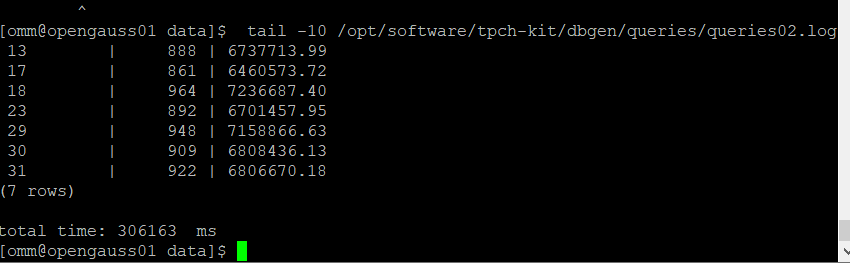 ^
[omm@opengauss01 data]$  tail -10 /opt/software/tpch-kit/dbgen/queries/queries02.log
13         |     888 | 6737713.99
17         |     861 | 6460573.72
18         |     964 | 7236687.40
23         |     892 | 6701457.95
29         |     948 | 7158866.63
30         |     909 | 6808436.13
31         |     922 | 6806670.18
(7 rows)
total time: 306163  ms
[omm@opengauss01 data]$